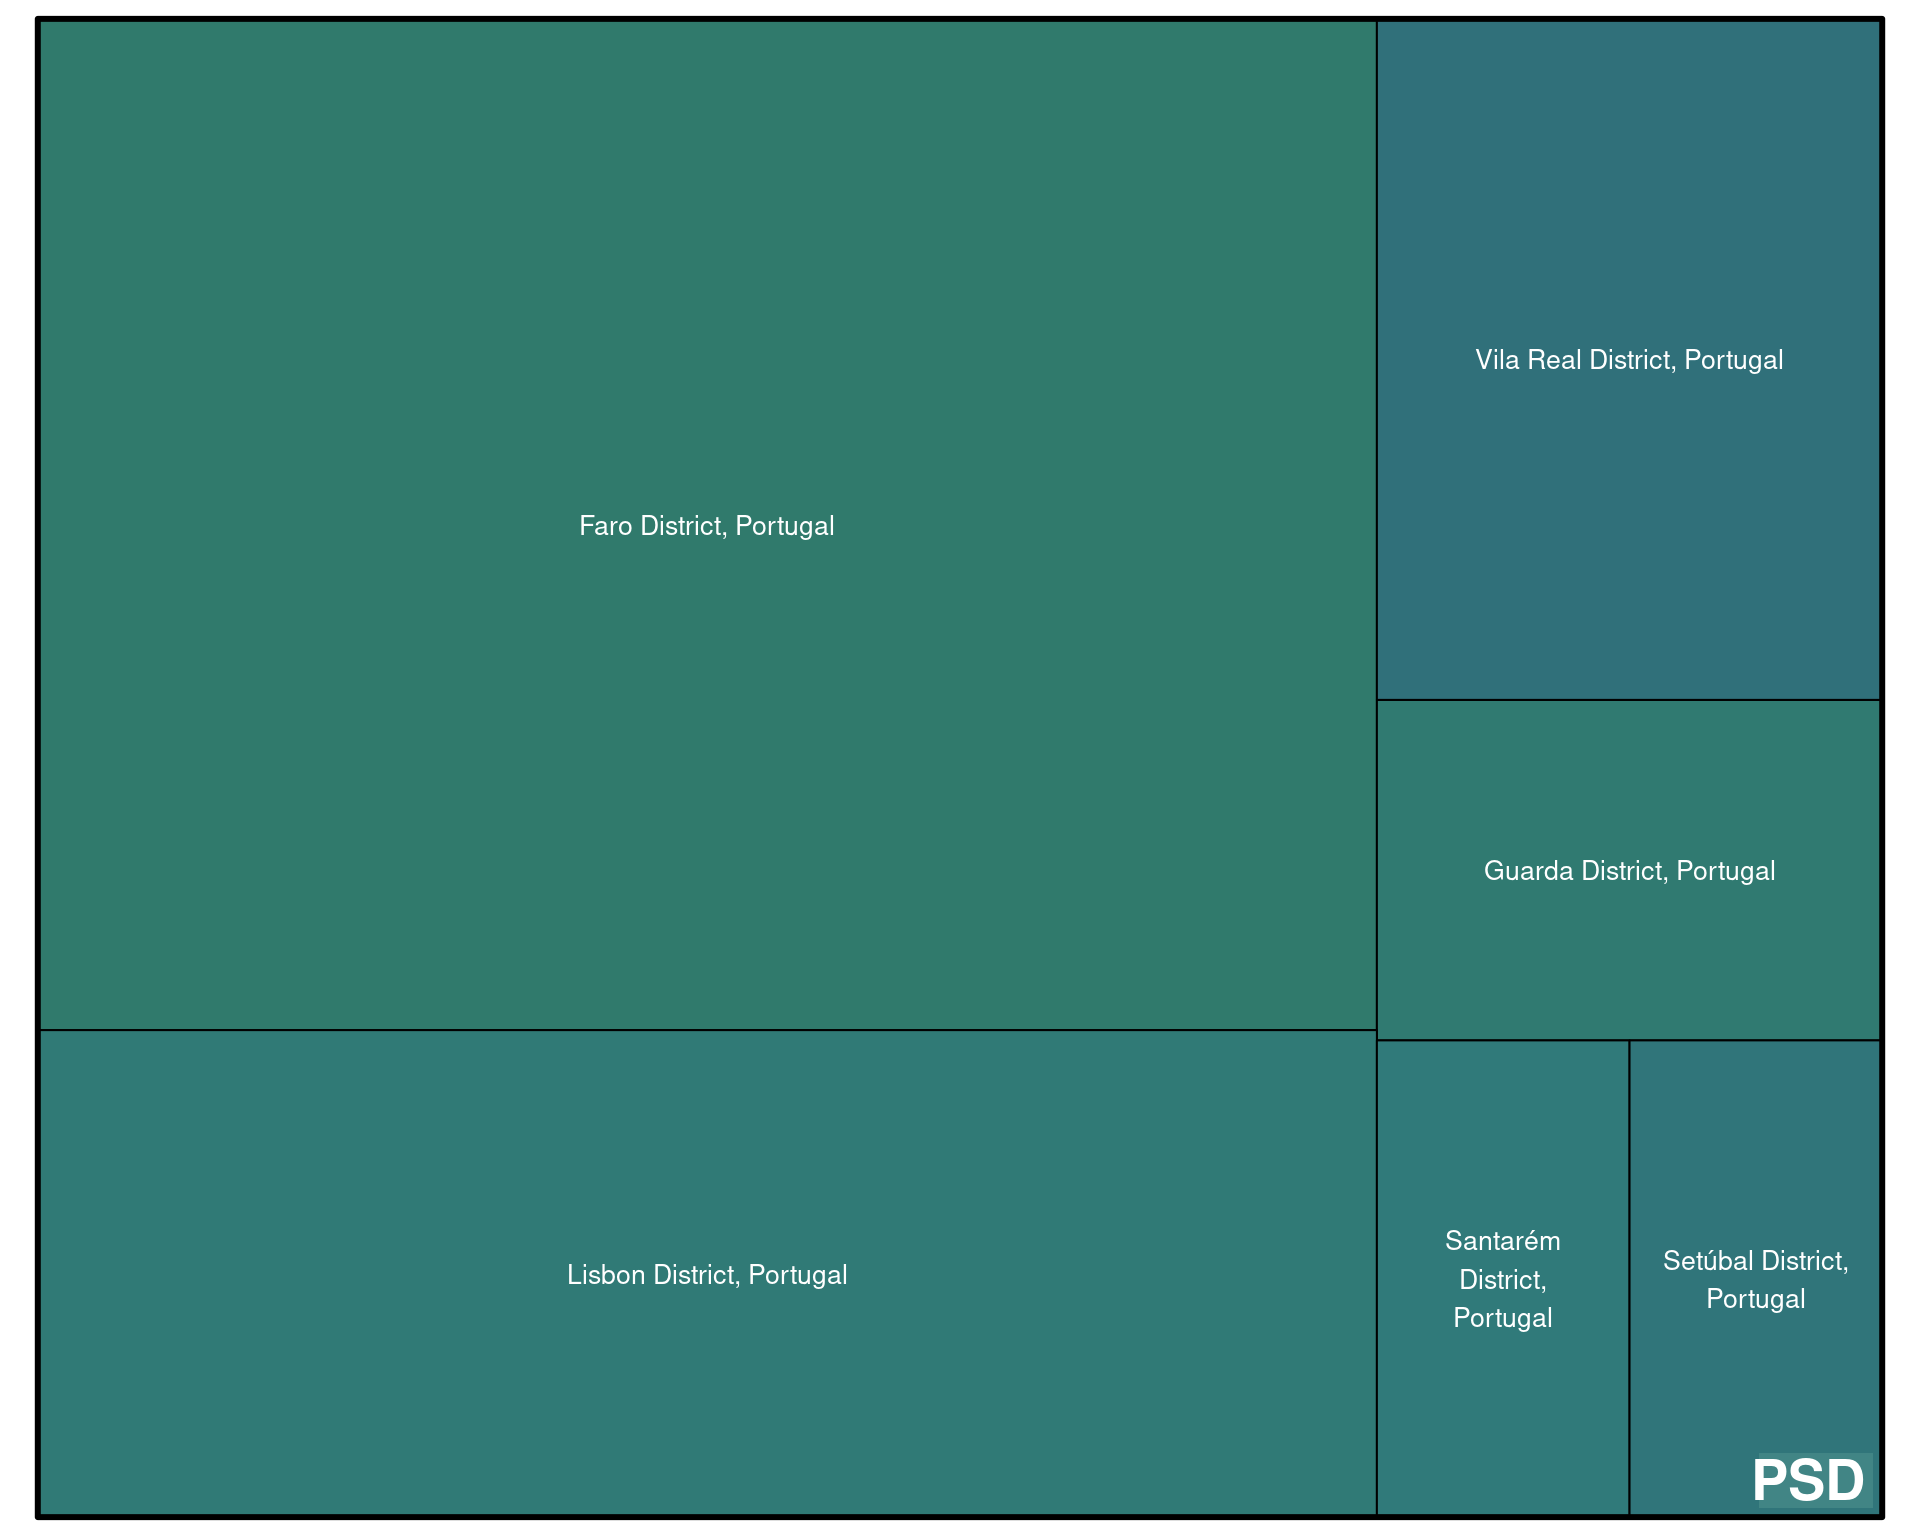 Faro District, Portugal
Lisbon District, Portugal
Vila Real District, Portugal
Guarda District, Portugal
Santarém
District,
Portugal
Setúbal District,
Portugal
PSD